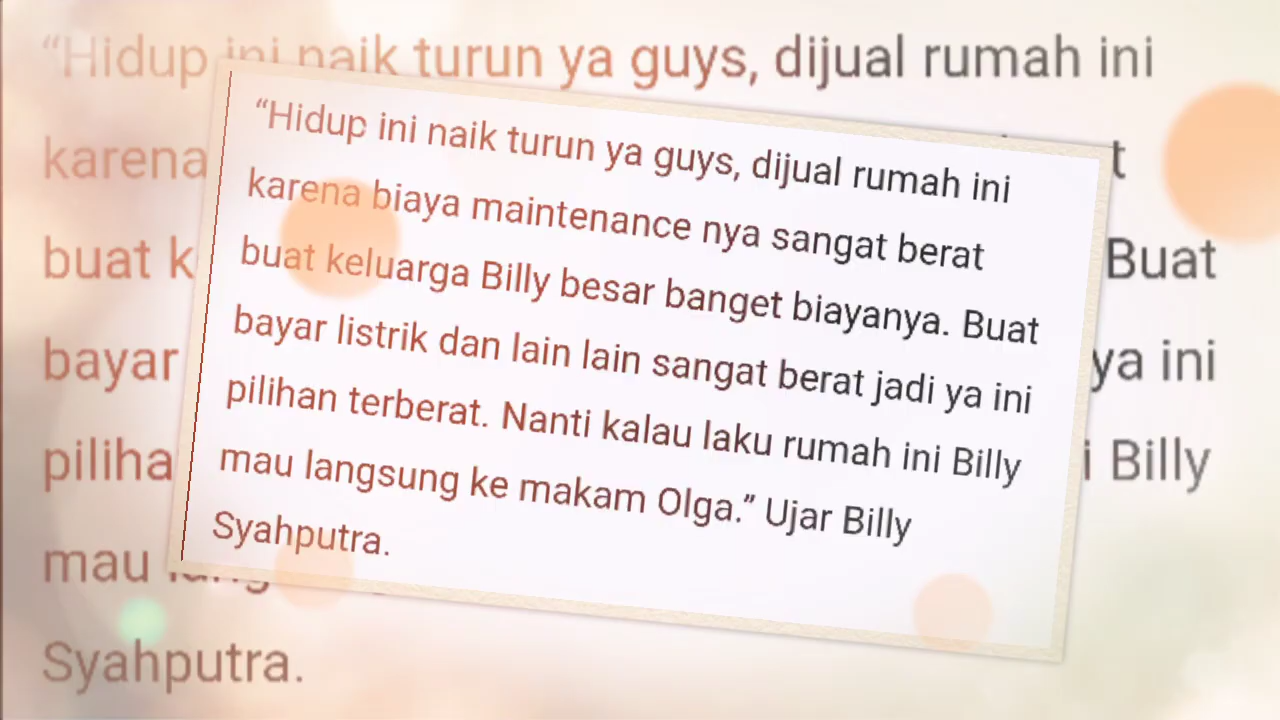 “Hidup ini naik turun ya guys, dijual rumah ini
karena biaya maintenance nya sangat berat
buat keluarga Billy besar banget biayanya. Buat
bayar listrik dan lain lain sangat berat jadi ya ini
pilihan terberat. Nanti kalau laku rumah ini Billy
mau langsung ke makam Olga.” Ujar Billy
Syahputra.